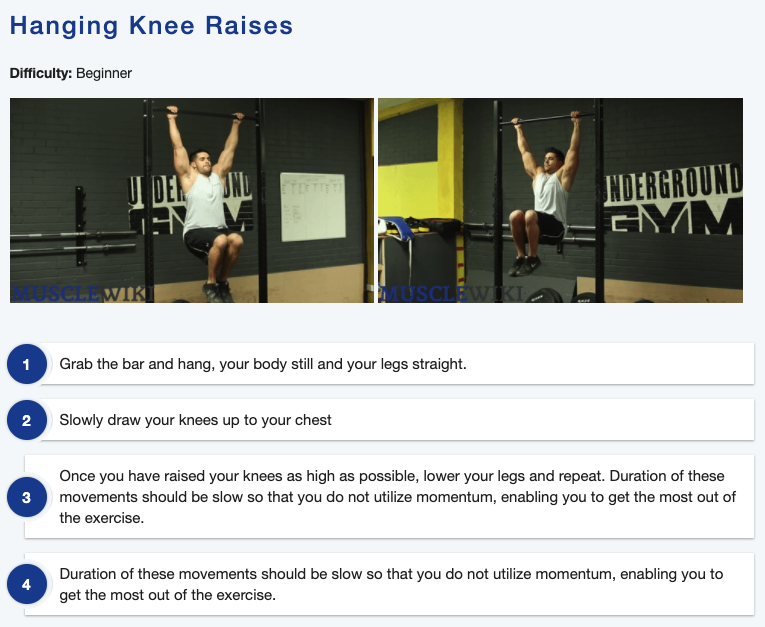 Hanging Knee Raises
Difficulty: Beginner
UNDERGROUND
GYM
MUSCLEWIKI
UNDERGROUND
GYM
MUSCLEWIKI
1 Grab the bar and hang, your body still and your legs straight.
2 Slowly draw your knees up to your chest
3 Once you have raised your knees as high as possible, lower your legs and repeat. Duration of these
movements should be slow so that you do not utilize momentum, enabling you to get the most out of
the exercise.
4 Duration of these movements should be slow so that you do not utilize momentum, enabling you to
get the most out of the exercise.